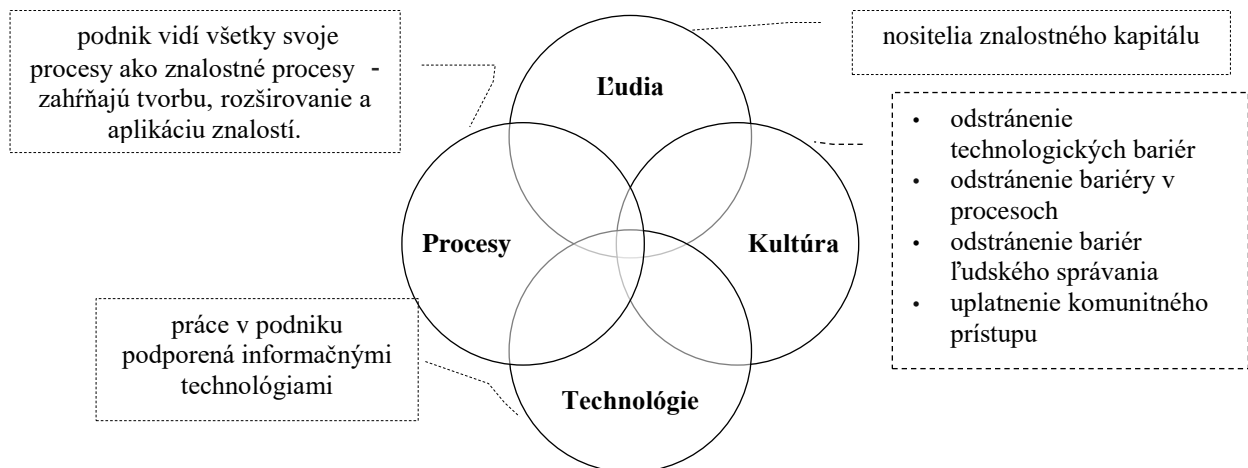 podnik vidí všetky svoje
procesy ako znalostné procesy -
zahŕňajú tvorbu, rozširovanie a
aplikáciu znalostí.
nositelia znalostného kapitálu
Ľudia
• odstránenie
technologických bariér
• odstránenie bariéry v
procesoch
• odstránenie bariér
ľudského správania
• uplatnenie komunitného
prístupu
Procesy
Kultúra
práce v podniku
podporená informačnými
technológiami
Technológie